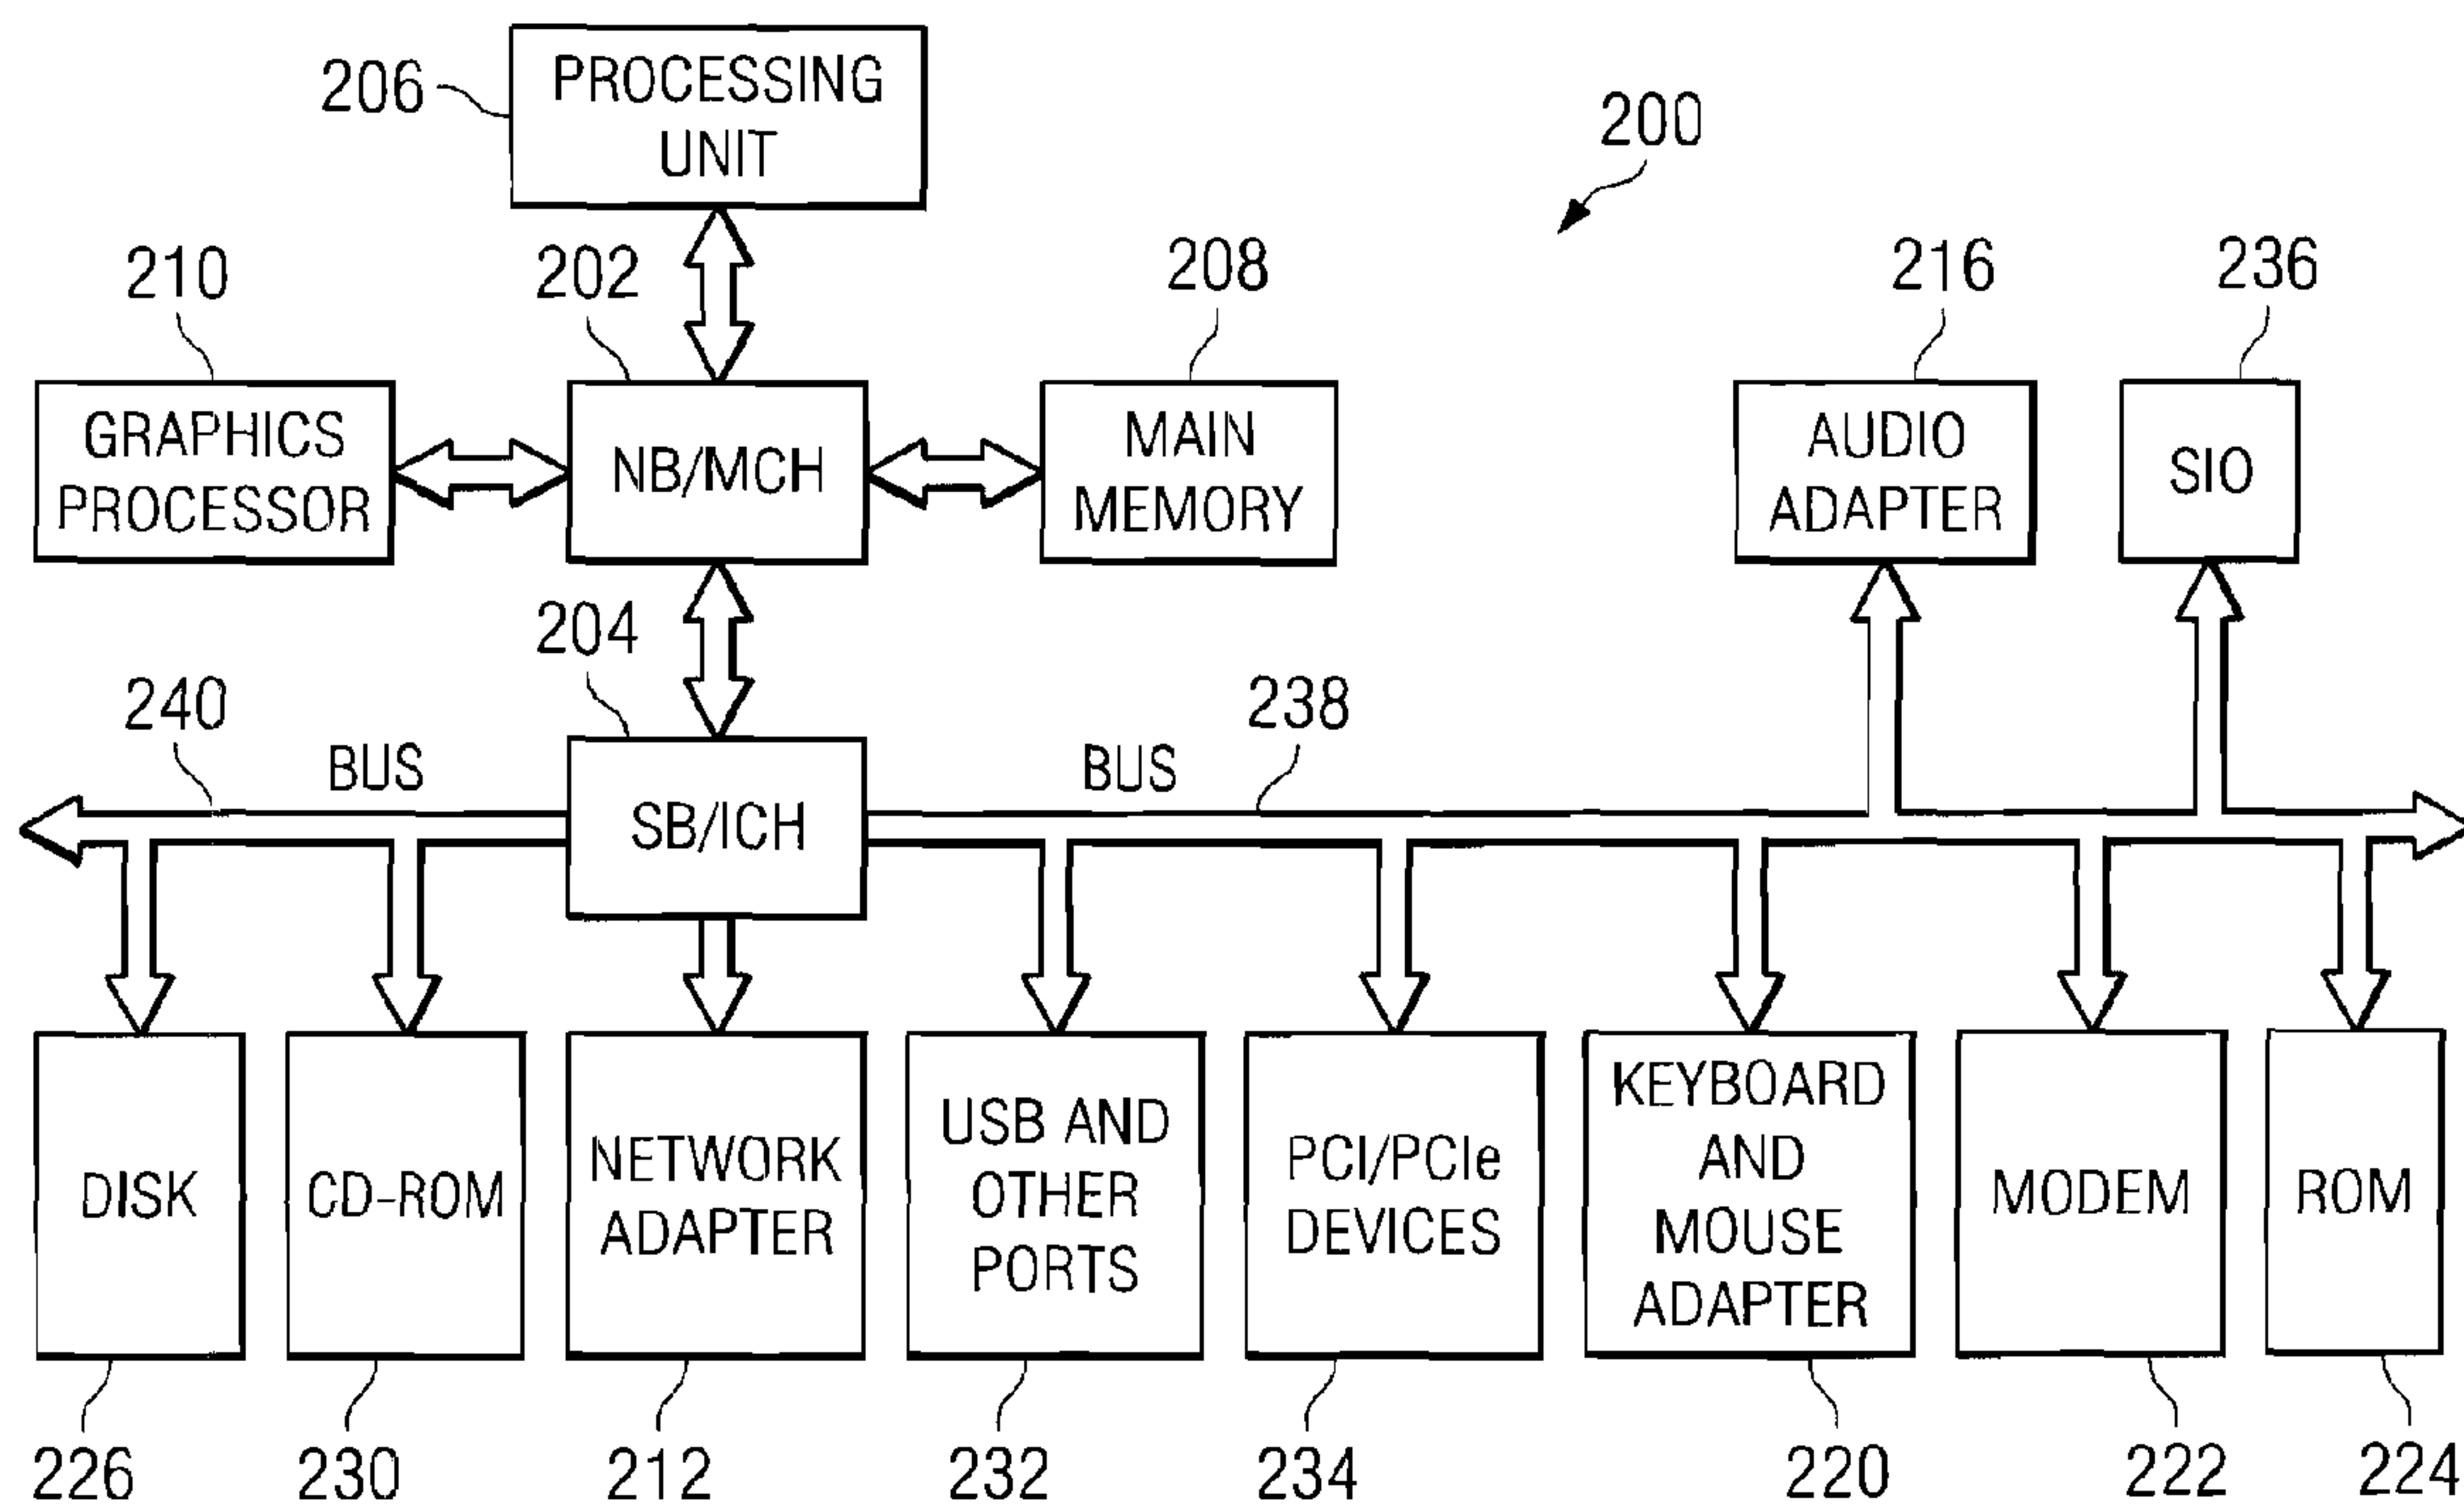 206
PROCESSING
UNIT
200
210
202
208
216
236
GRAPHICS
PROCESSOR
NB/MCH
MAIN
MEMORY
AUDIO
ADAPTER
SIO
204
240
BUS
238
BUS
SB/ICH
DISK
CD-ROM
NETWORK
ADAPTER
USB AND
OTHER
PORTS
PCI/PCIe
DEVICES
KEYBOARD
AND
MOUSE
ADAPTER
MODEM
ROM
226
230
212
232
234
220
222
224